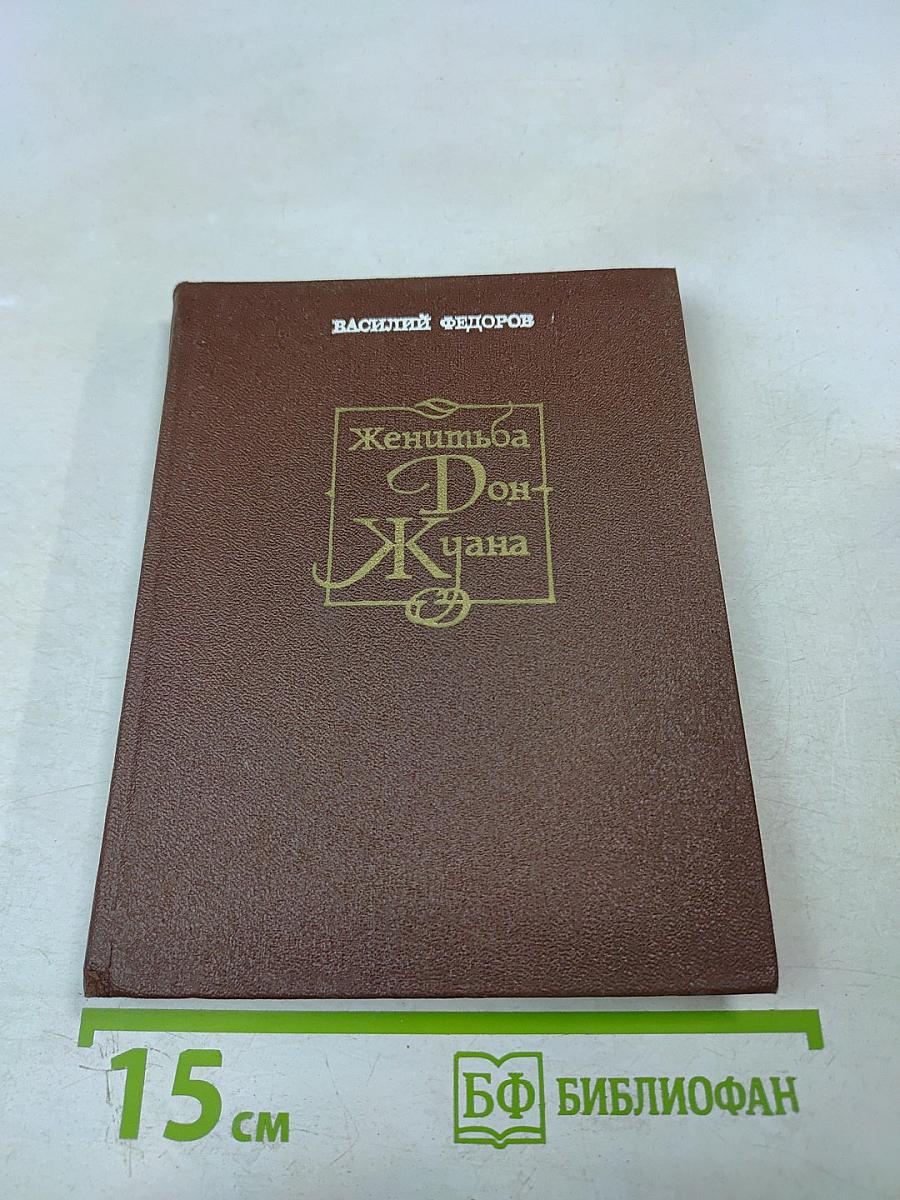 ВАСИЛИЙ ФЕДОРОВ
Женитьба
Дон-
Жуана
15 см
БФ БИБЛИОФАН